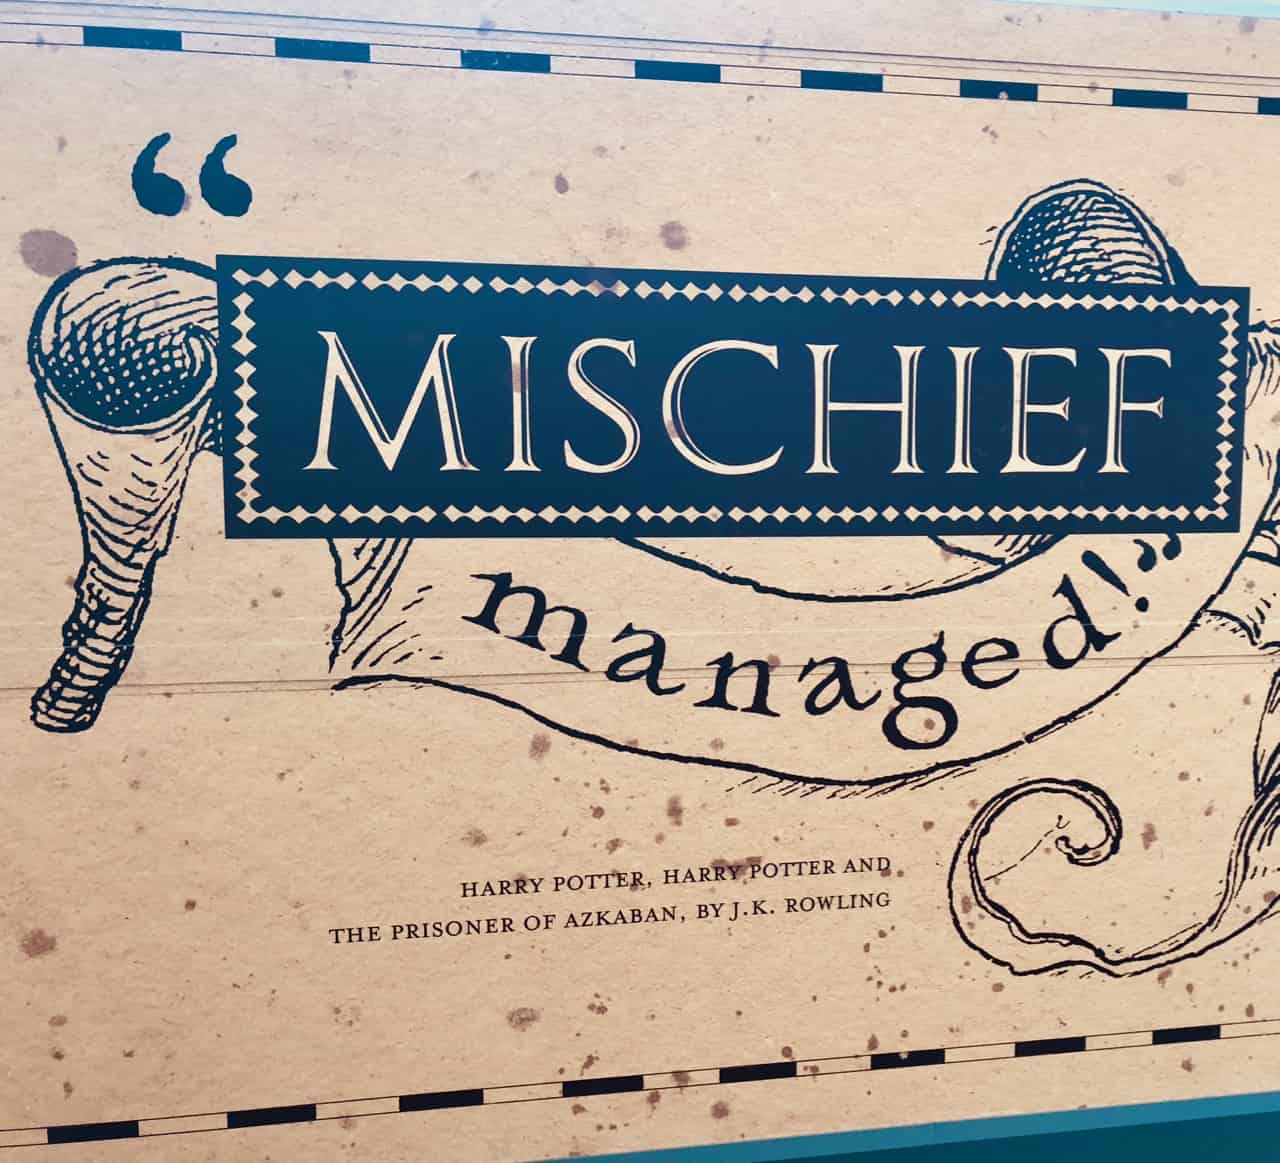 “MISCHIEF
managed!”
HARRY POTTER, HARRY POTTER AND
THE PRISONER OF AZKABAN, BY J.K. ROWLING